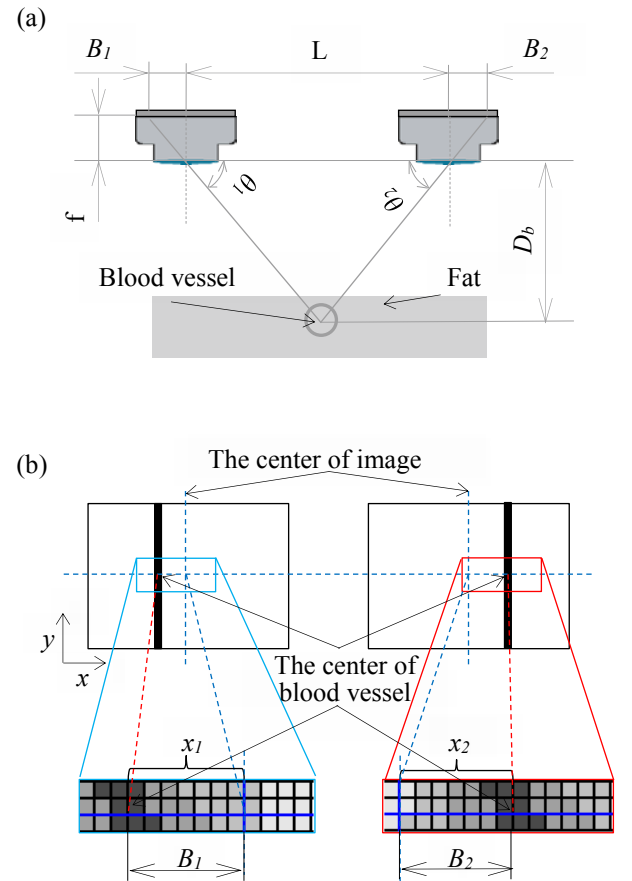 (a)
B₁ L B₂
f θ₁ θ₂ D_b
Blood vessel Fat
(b)
The center of image
y
x
The center of
blood vessel
x₁ x₂
B₁ B₂